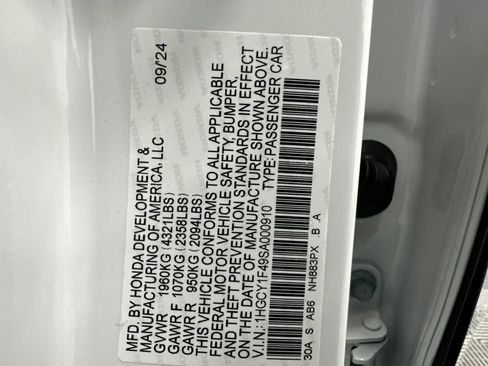 MFD. BY HONDA DEVELOPMENT &
MANUFACTURING OF AMERICA, LLC
09/'24
GVWR 1960KG (4321LBS)
GAWR F 1070KG (2358LBS)
GAWR R 950KG (2094LBS)
THIS VEHICLE CONFORMS TO ALL APPLICABLE
FEDERAL MOTOR VEHICLE SAFETY, BUMPER,
AND THEFT PREVENTION STANDARDS IN EFFECT
ON THE DATE OF MANUFACTURE SHOWN ABOVE.
V.I.N.: 1HGCY1F49SA000910 TYPE:PASSENGER CAR
30A S AB6 NH883PX .B A